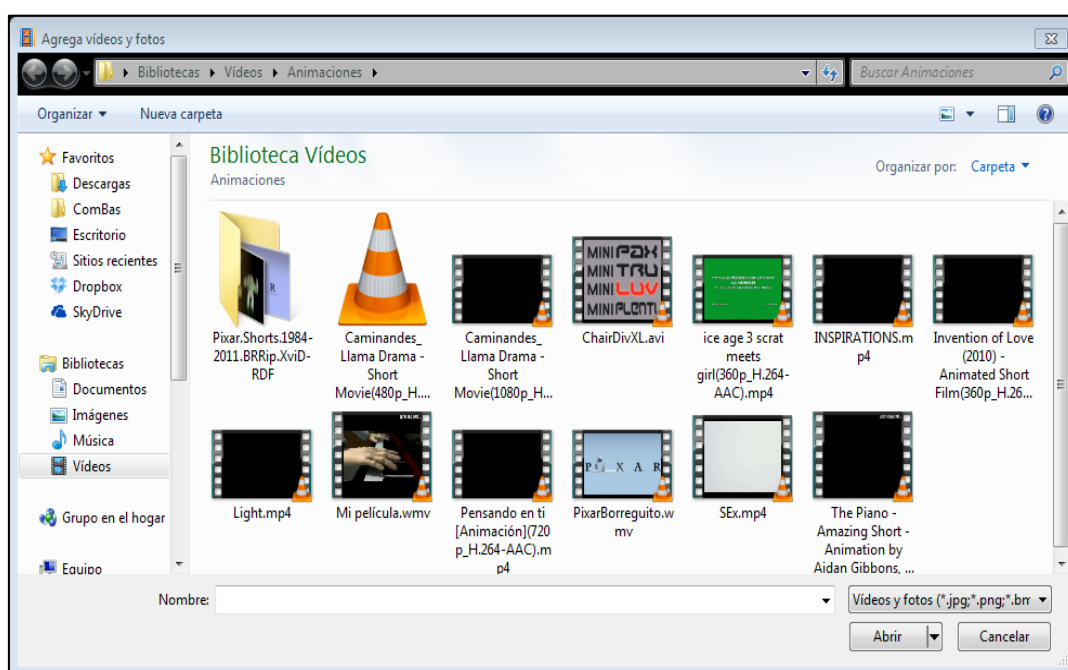 Agrega vídeos y fotos
Bibliotecas ▸ Vídeos ▸ Animaciones ▸
Buscar Animaciones
Organizar ▼ Nueva carpeta
Favoritos
Descargas
ComBas
Escritorio
Sitios recientes
Dropbox
SkyDrive
Bibliotecas
Documentos
Imágenes
Música
Vídeos
Grupo en el hogar
Equipo
Biblioteca Vídeos
Animaciones
Organizar por: Carpeta ▼
R
Pixar.Shorts.1984-
2011.BRRip.XviD-
RDF
Caminandes_
Llama Drama -
Short
Movie(480p_H....
Caminandes_
Llama Drama -
Short
Movie(1080p_H...
MINIPAX
MINITRU
MINILUV
MINIPLENTI
ChairDivXL.avi
ice age 3 scrat
meets
girl(360p_H.264-
AAC).mp4
INSPIRATIONS.m
p4
Invention of Love
(2010) -
Animated Short
Film(360p_H.26...
Light.mp4
Mi película.wmv
Pensando en ti
[Animación](720
p_H.264-AAC).m
p4
P X A R
PixarBorreguito.w
mv
SEx.mp4
The Piano -
Amazing Short -
Animation by
Aidan Gibbons, ...
Nombre:
Vídeos y fotos (*.jpg;*.png;*.bm
Abrir
Cancelar